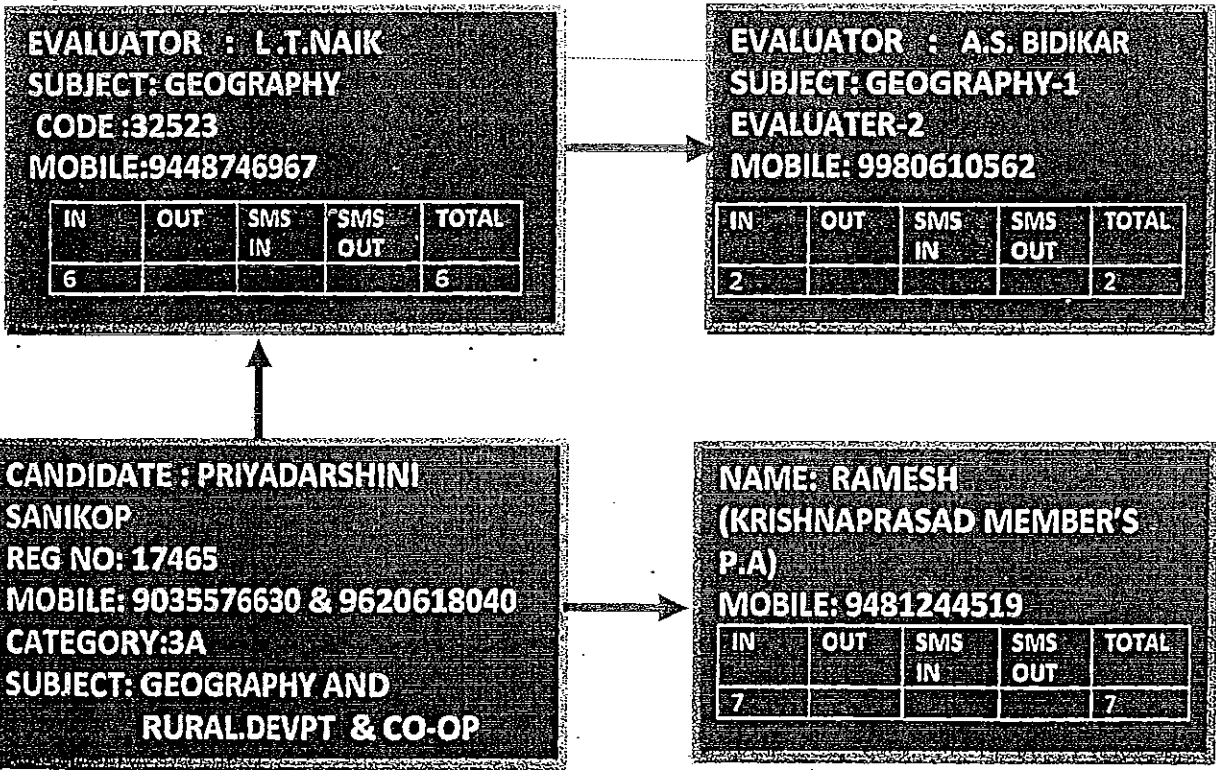 EVALUATOR : L .T.NAIK
SUBJECT: GEOGRAPHY
CODE :32523
MOBILE:9448746967
IN OUT SMS IN SMS OUT TOTAL
6 6
EVALUATOR : A.S. BIDIKAR
SUBJECT: GEOGRAPHY-1
EVALUATER-2
MOBILE: 9980610562
IN OUT SMS IN SMS OUT TOTAL
2 2
CANDIDATE : PRIYADARSHINI
SANIKOP
REG NO: 17465
MOBILE: 9035576630 & 9620618040
CATEGORY:3A
SUBJECT: GEOGRAPHY AND
RURAL.DEVPT & CO-OP
NAME: RAMESH
(KRISHNAPRASAD MEMBER'S
P.A)
MOBILE: 9481244519
IN OUT SMS IN SMS OUT TOTAL
7 7